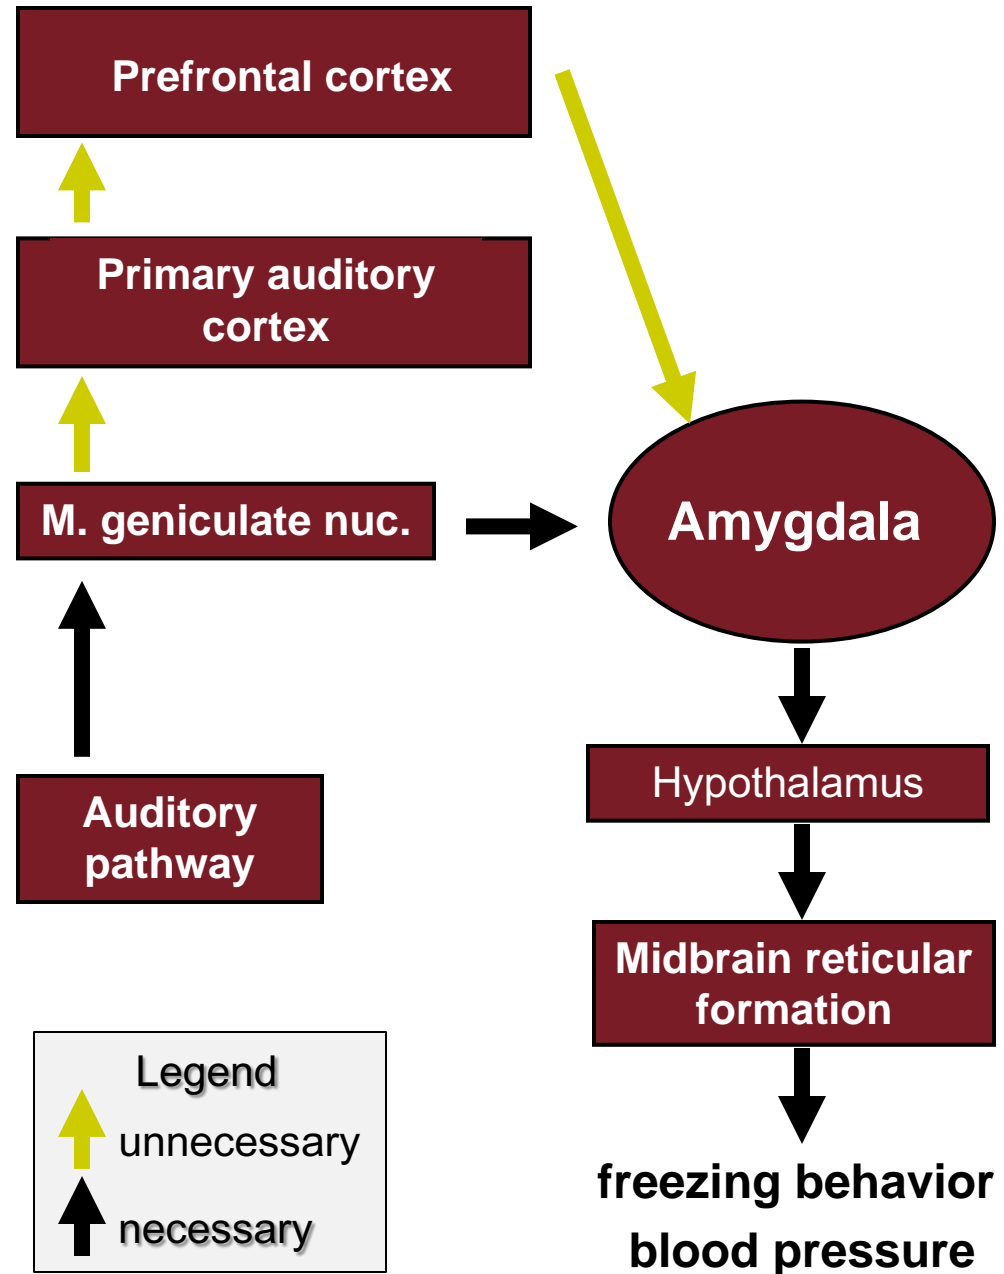 Prefrontal cortex
Primary auditory
cortex
M. geniculate nuc.
Amygdala
Auditory
pathway
Hypothalamus
Midbrain reticular
formation
Legend
unnecessary
necessary
freezing behavior
blood pressure